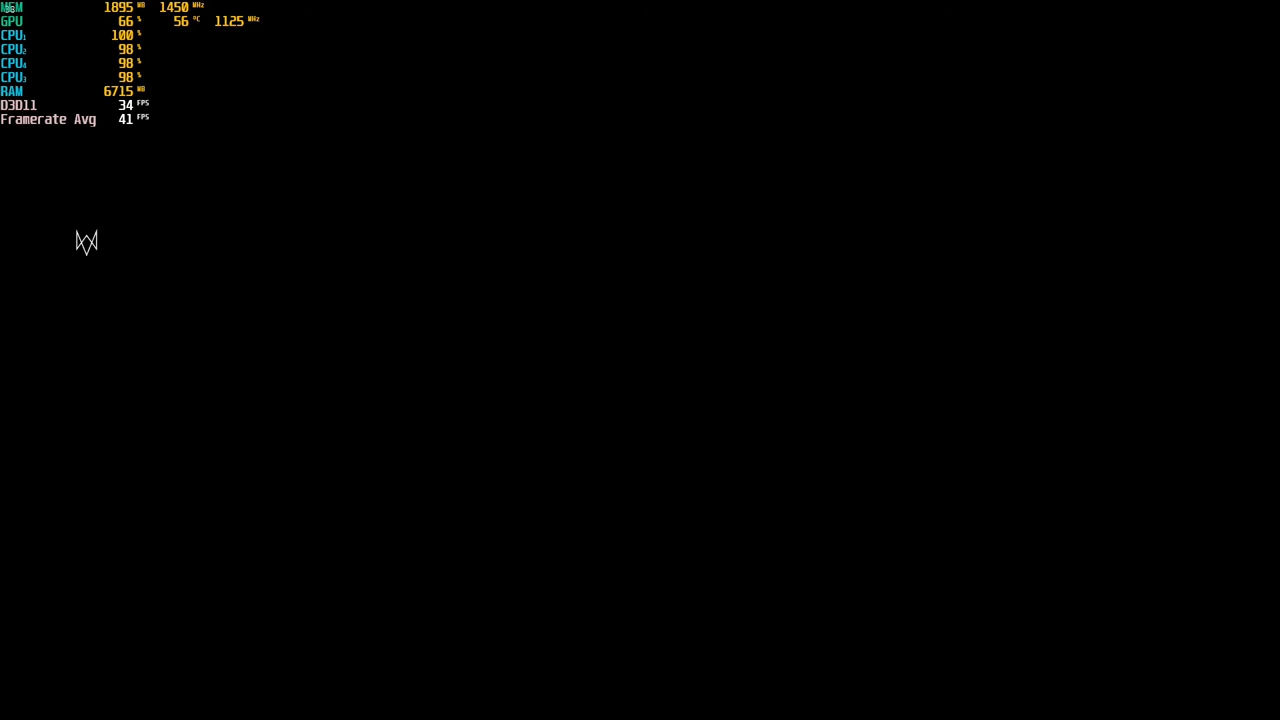 MEM 1895 MB 1450 MHz
GPU 66 % 56 °C 1125 MHz
CPU1 100 %
CPU2 98 %
CPU4 98 %
CPU3 98 %
RAM 6715 MB
D3D11 34 FPS
Framerate Avg 41 FPS